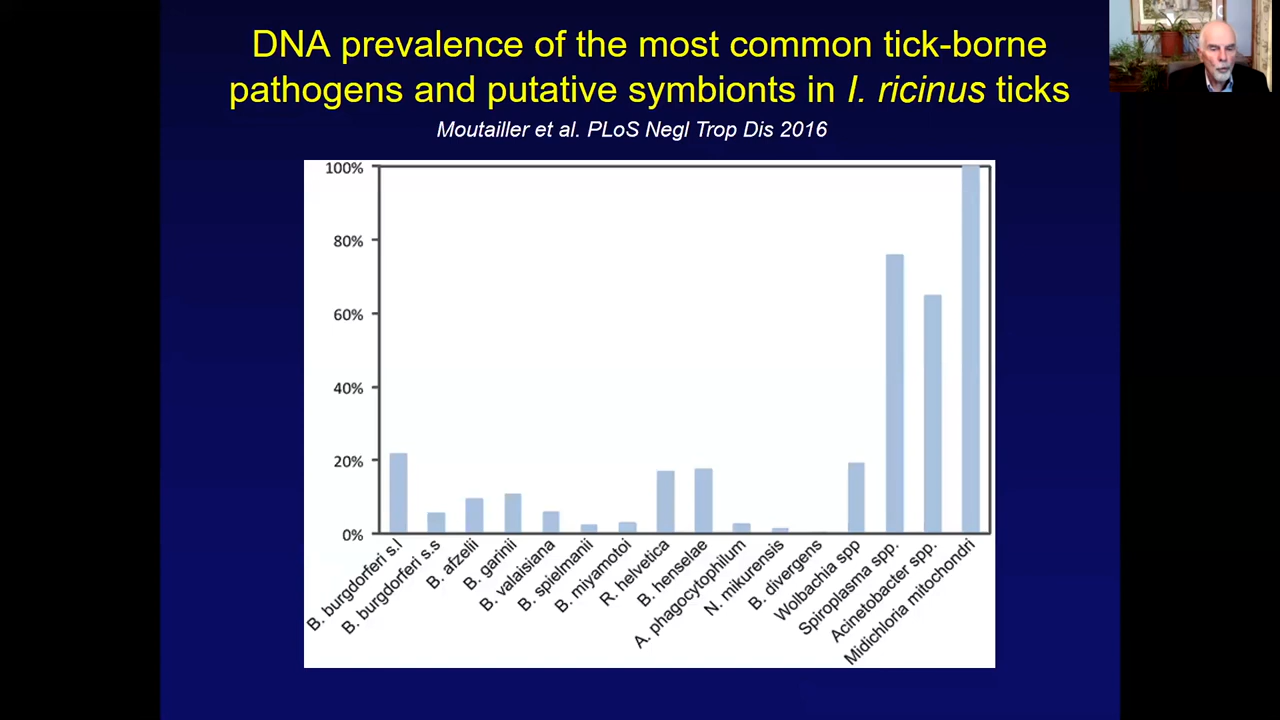 DNA prevalence of the most common tick-borne
pathogens and putative symbionts in I. ricinus ticks
Moutailler et al. PLoS Negl Trop Dis 2016
100%
80%
60%
40%
20%
0%
B. burgdorferi s.l
B. burgdorferi s.s
B. afzelii
B. garinii
B. valaisiana
B. spielmanii
B. miyamotoi
R. helvetica
B. henselae
A. phagocytophilum
N. mikurensis
B. divergens
Wolbachia spp
Spiroplasma spp.
Acinetobacter spp.
Midichloria mitochondri